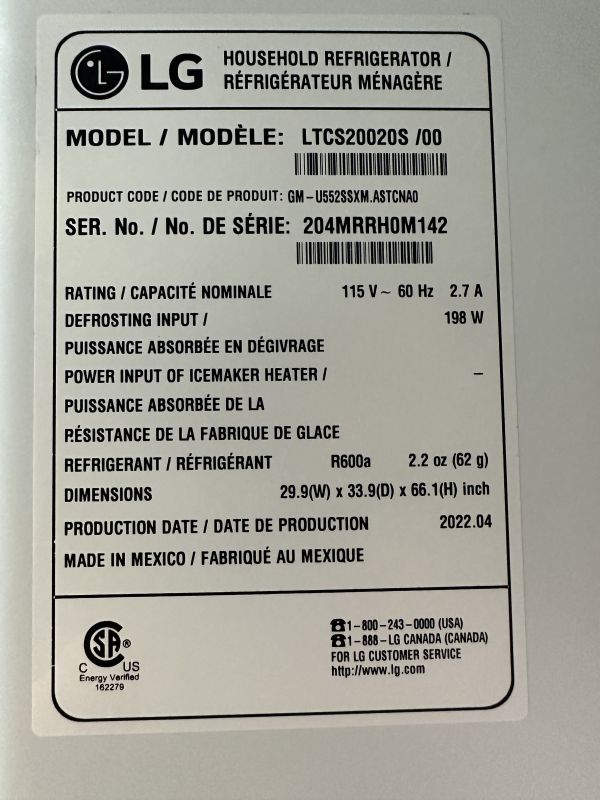 LG HOUSEHOLD REFRIGERATOR /
RÉFRIGÉRATEUR MÉNAGÈRE
MODEL / MODÈLE: LTCS20020S /00
PRODUCT CODE / CODE DE PRODUIT: GM-U552SSXM.ASTCNA0
SER. No. / No. DE SÉRIE: 204MRRH0M142
RATING / CAPACITÉ NOMINALE 115 V~ 60 Hz 2.7 A
DEFROSTING INPUT / 198 W
PUISSANCE ABSORBÉE EN DÉGIVRAGE
POWER INPUT OF ICEMAKER HEATER / –
PUISSANCE ABSORBÉE DE LA
RÉSISTANCE DE LA FABRIQUE DE GLACE
REFRIGERANT / RÉFRIGÉRANT R600a 2.2 oz (62 g)
DIMENSIONS 29.9(W) x 33.9(D) x 66.1(H) inch
PRODUCTION DATE / DATE DE PRODUCTION 2022.04
MADE IN MEXICO / FABRIQUÉ AU MEXIQUE
SA®
C US
Energy Verified
162279
☎1-800-243-0000 (USA)
☎1-888-LG CANADA (CANADA)
FOR LG CUSTOMER SERVICE
http://www.lg.com